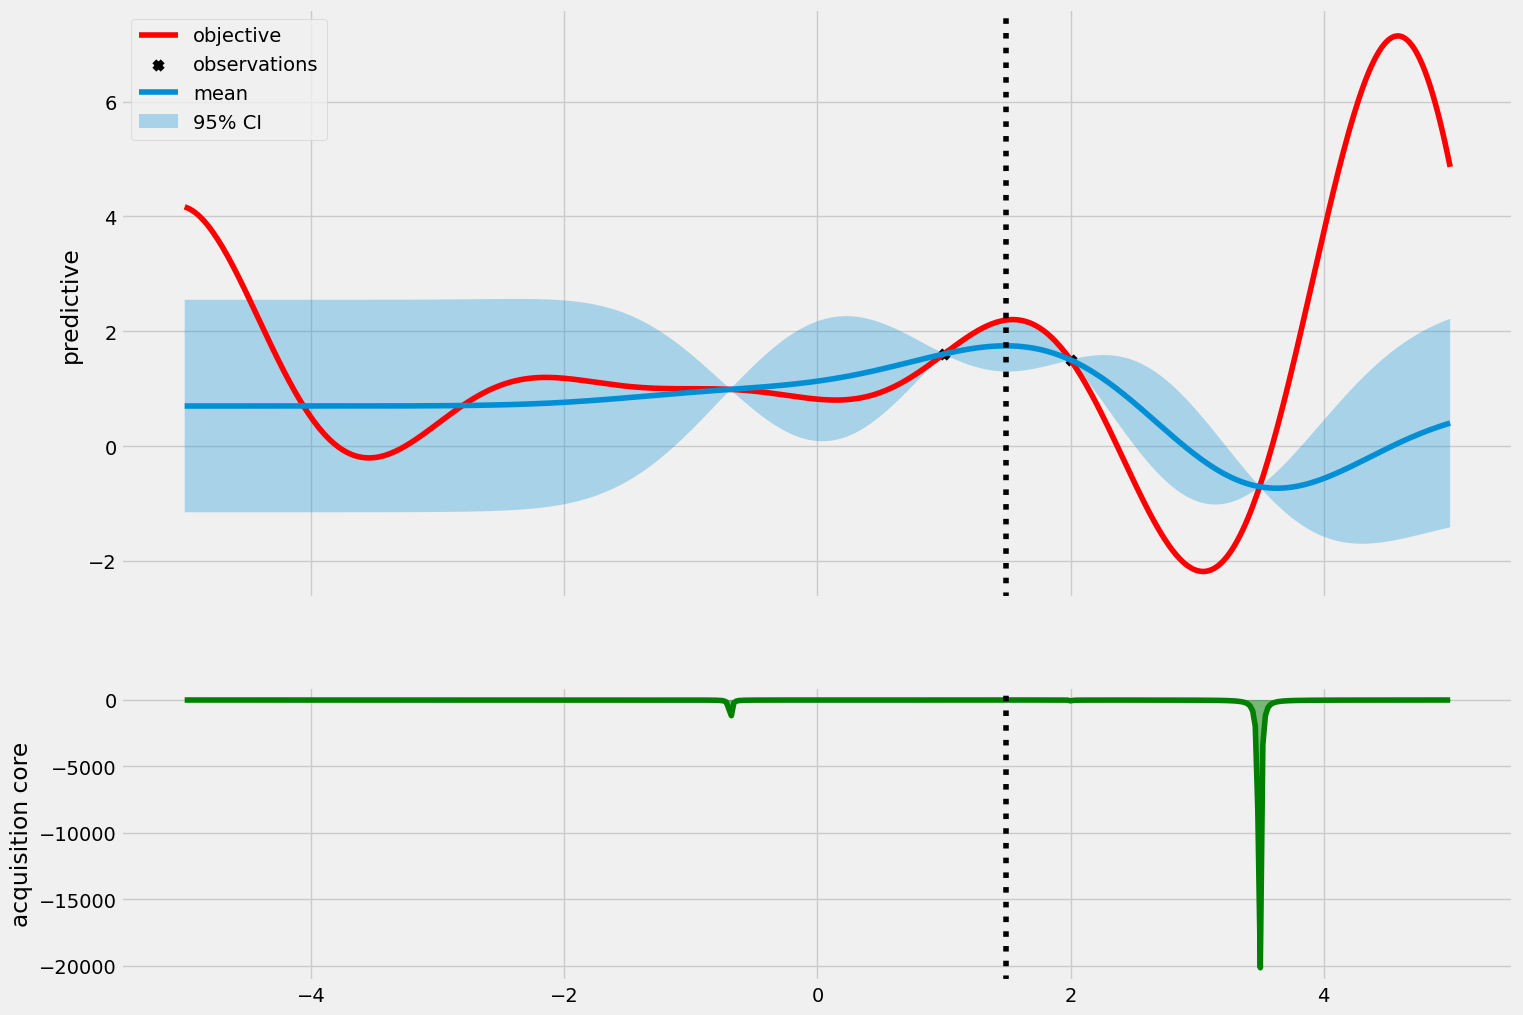 objective
observations
mean
95% CI
predictive
6
4
2
0
−2
acquisition core
0
−5000
−10000
−15000
−20000
−4
−2
0
2
4